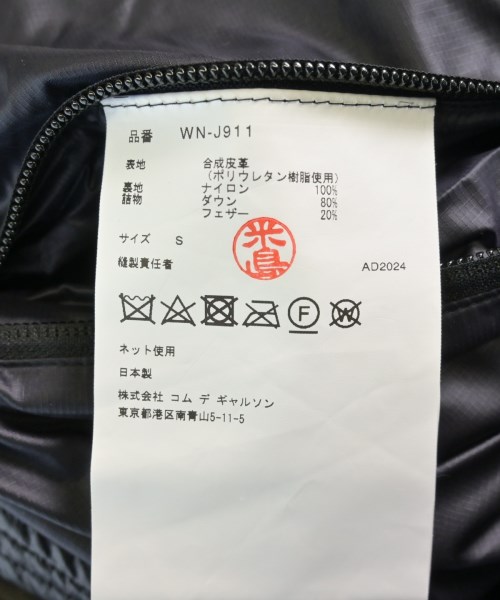 品番 WN-J911
表地 合成皮革
(ポリウレタン樹脂使用)
裏地 ナイロン 100%
詰物 ダウン 80%
フェザー 20%
サイズ S
縫製責任者 米島 AD2024
F W
ネット使用
日本製
株式会社 コム デ ギャルソン
東京都港区南青山5-11-5